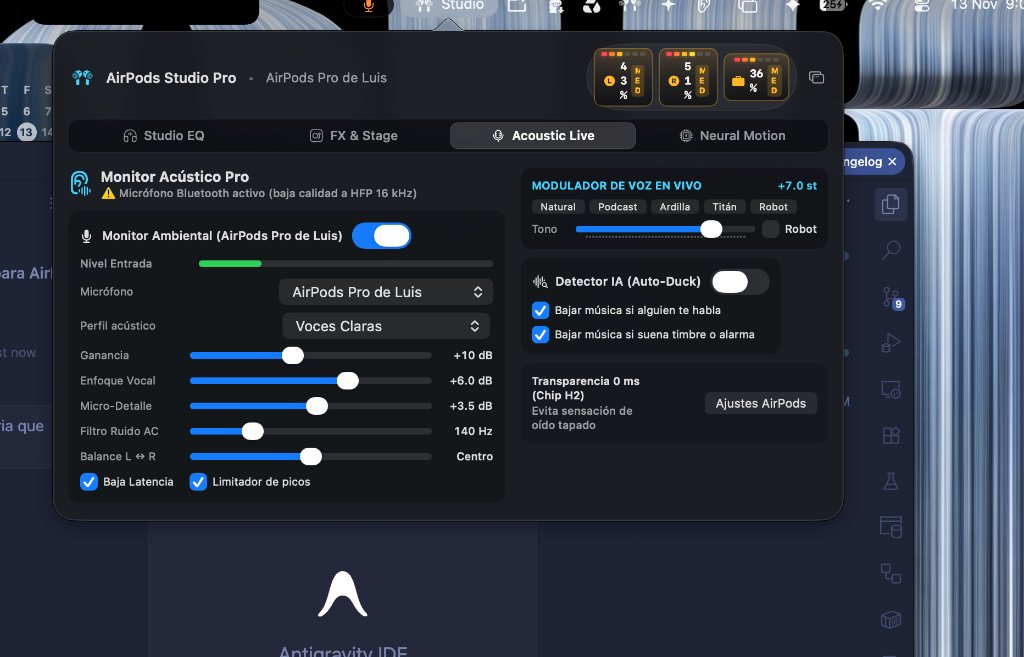 Studio
25
13 Nov 9:0
AirPods Studio Pro • AirPods Pro de Luis
L 43% MED
R 51% MED
36% MED
T F S
5 6 7
12 13 14
Studio EQ
FX & Stage
Acoustic Live
Neural Motion
ngelog ×
Monitor Acústico Pro
Micrófono Bluetooth activo (baja calidad a HFP 16 kHz)
Monitor Ambiental (AirPods Pro de Luis)
Nivel Entrada
Micrófono AirPods Pro de Luis
Perfil acústico Voces Claras
Ganancia +10 dB
Enfoque Vocal +6.0 dB
Micro-Detalle +3.5 dB
Filtro Ruido AC 140 Hz
Balance L ↔ R Centro
Baja Latencia
Limitador de picos
MODULADOR DE VOZ EN VIVO +7.0 st
Natural Podcast Ardilla Titán Robot
Tono Robot
Detector IA (Auto-Duck)
Bajar música si alguien te habla
Bajar música si suena timbre o alarma
Transparencia 0 ms
(Chip H2)
Evita sensación de
oído tapado
Ajustes AirPods
para Air
st now
ria que
9
M
Antigravity IDE